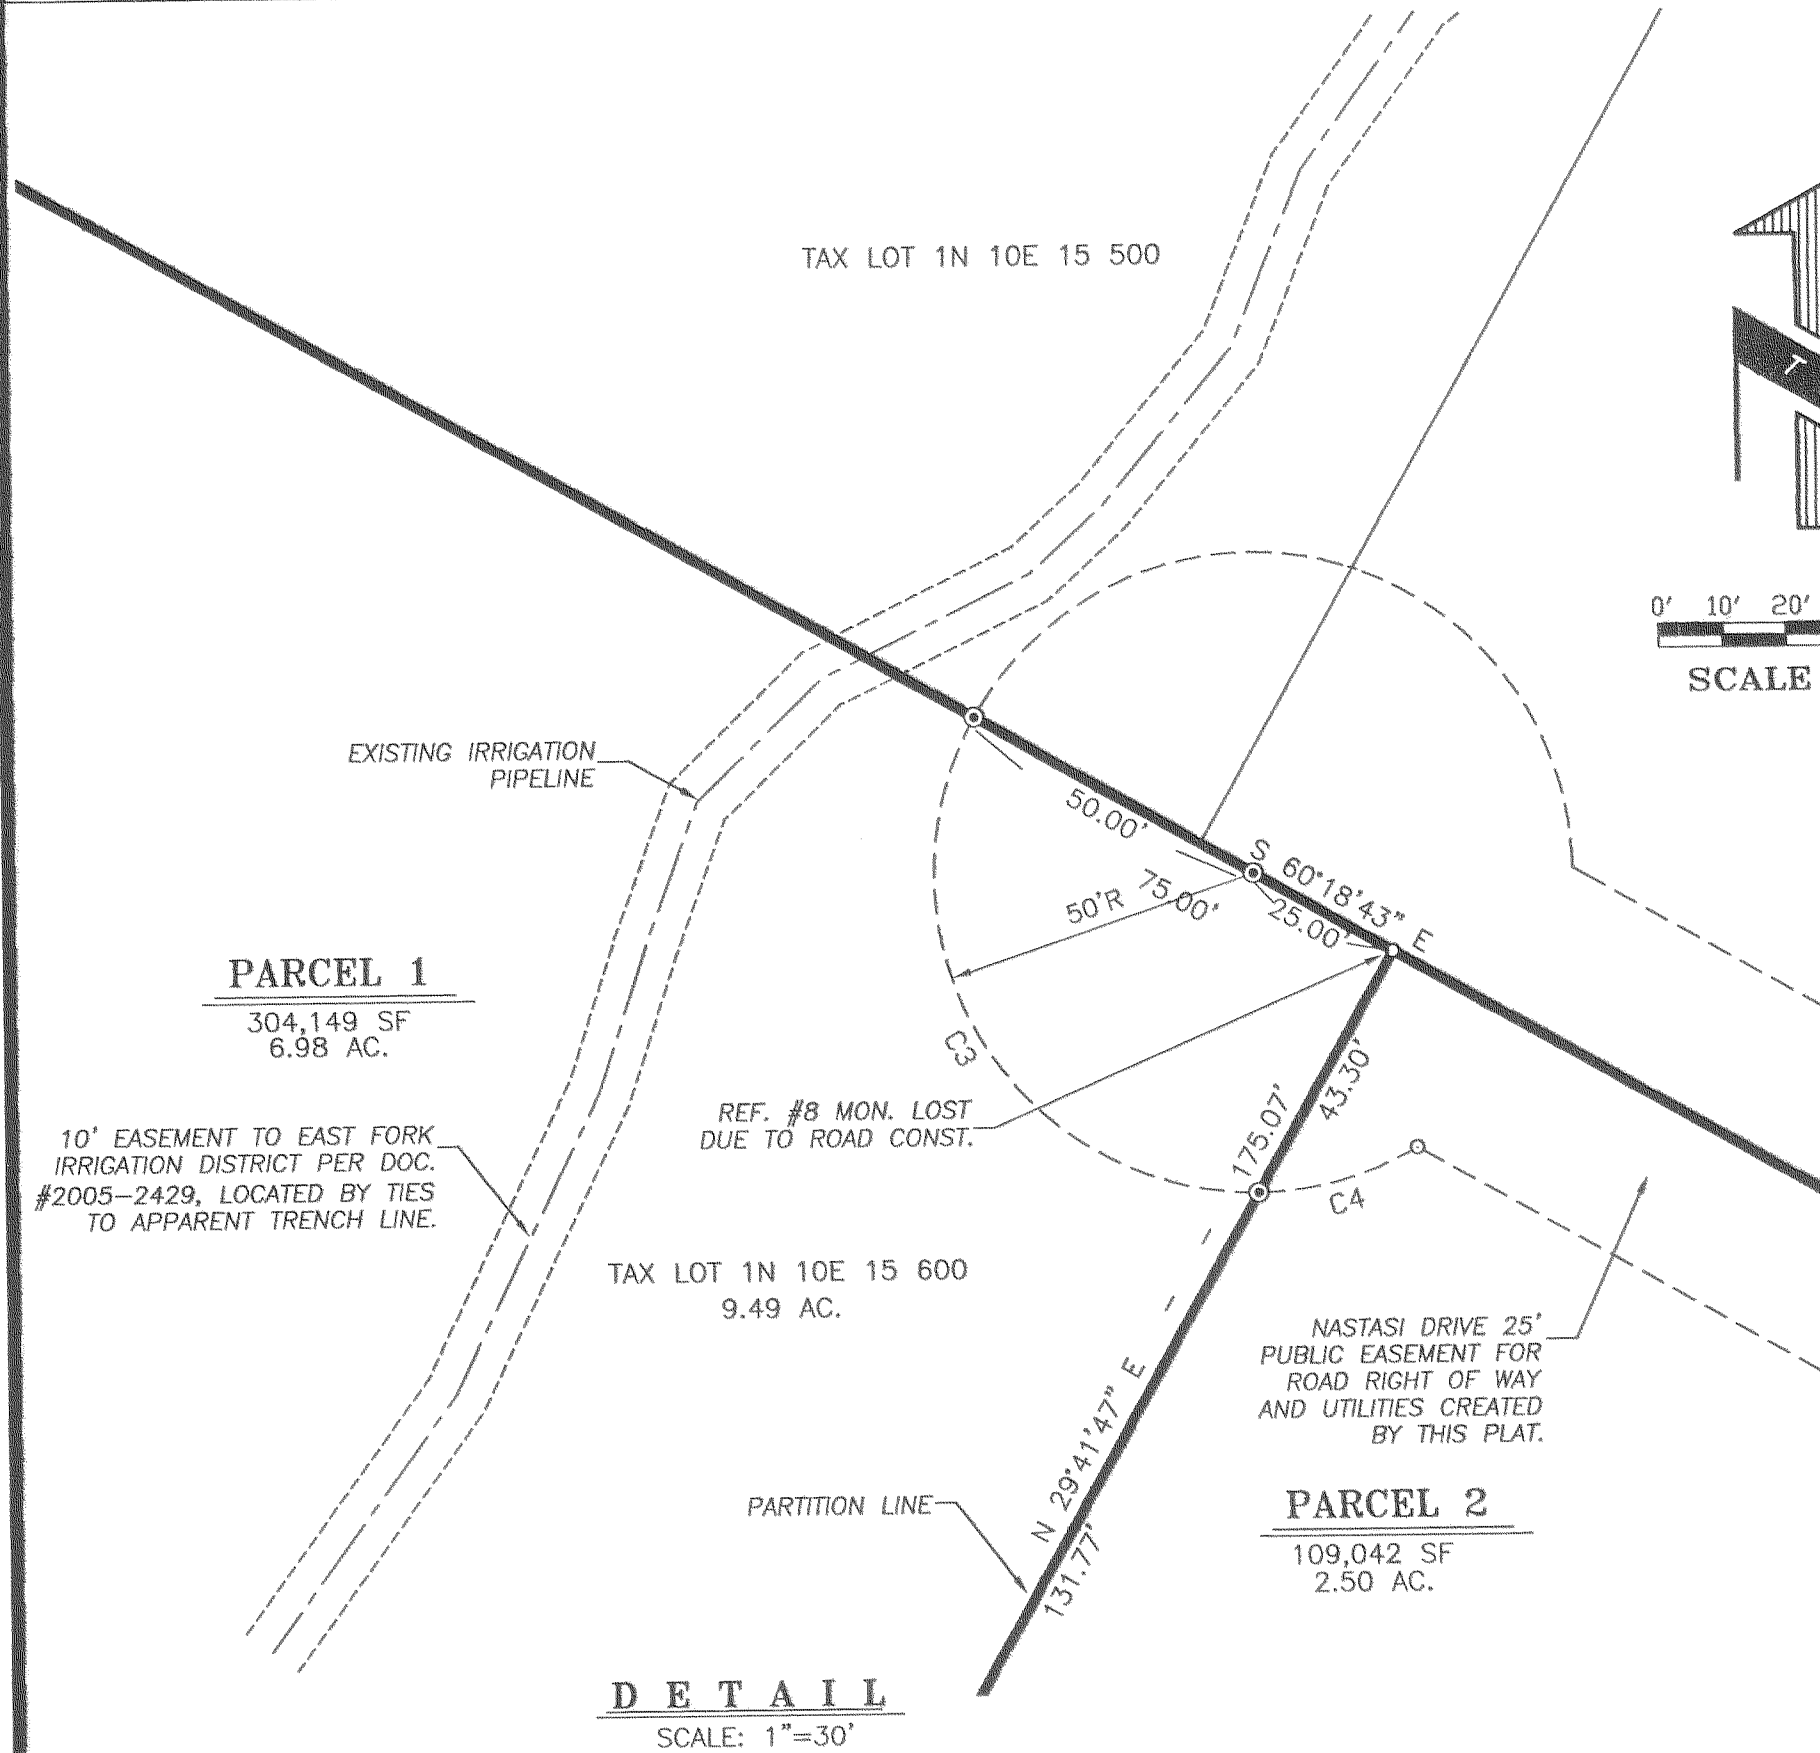 TAX LOT 1N 10E 15 500
T
0' 10' 20'
SCALE
EXISTING IRRIGATION
PIPELINE
50.00'
S 60°18'43" E
75.00'
50'R
25.00'
PARCEL 1
304,149 SF
6.98 AC.
C3
REF. #8 MON. LOST
DUE TO ROAD CONST.
43.30'
175.07'
10' EASEMENT TO EAST FORK
IRRIGATION DISTRICT PER DOC.
#2005-2429, LOCATED BY TIES
TO APPARENT TRENCH LINE.
C4
TAX LOT 1N 10E 15 600
9.49 AC.
NASTASI DRIVE 25'
PUBLIC EASEMENT FOR
ROAD RIGHT OF WAY
AND UTILITIES CREATED
BY THIS PLAT.
N 29°41'47" E
131.77'
PARTITION LINE
PARCEL 2
109,042 SF
2.50 AC.
DETAIL
SCALE: 1"=30'